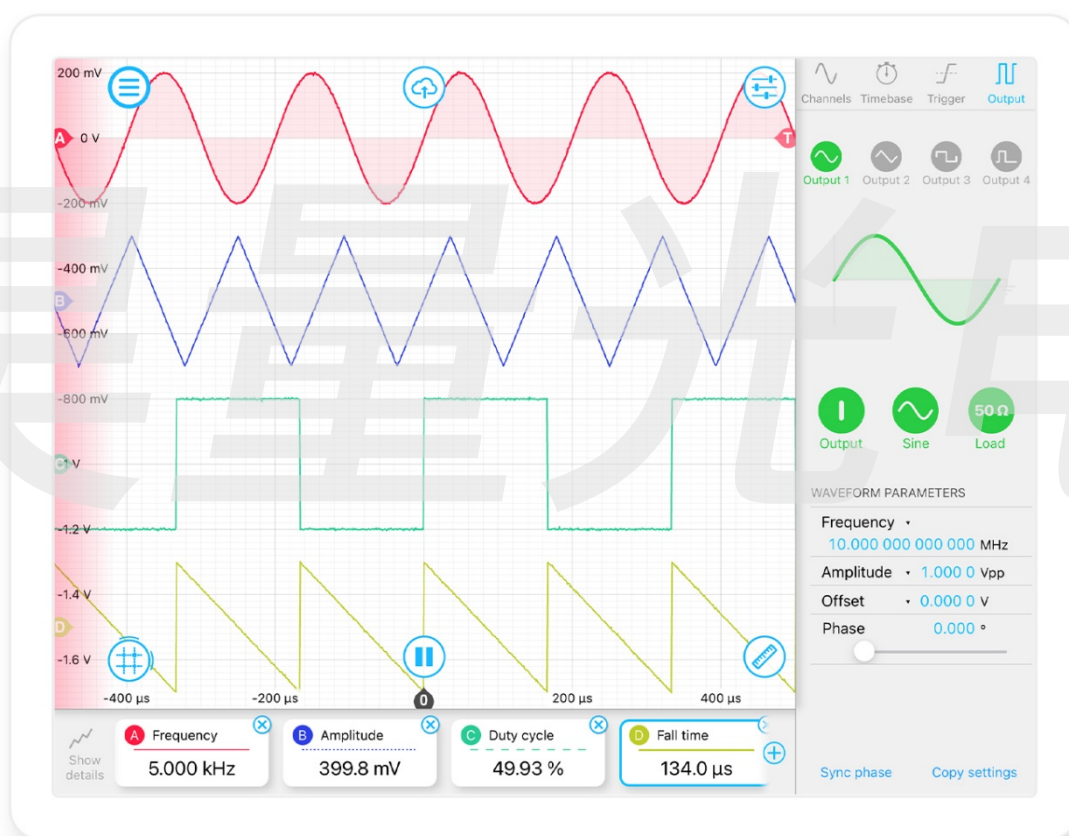 200 mV
A
0 V
T
-200 mV
-400 mV
B
-600 mV
-800 mV
C
-1 V
-1.2 V
-1.4 V
D
-1.6 V
-400 µs
-200 µs
0
200 µs
400 µs
Show
details
A Frequency
5.000 kHz
B Amplitude
399.8 mV
C Duty cycle
49.93 %
D Fall time
134.0 µs
Channels Timebase Trigger Output
Output 1 Output 2 Output 3 Output 4
50 Ω
Output Sine Load
WAVEFORM PARAMETERS
Frequency
10.000 000 000 000 MHz
Amplitude 1.000 0 Vpp
Offset 0.000 0 V
Phase 0.000 °
Sync phase Copy settings
量光